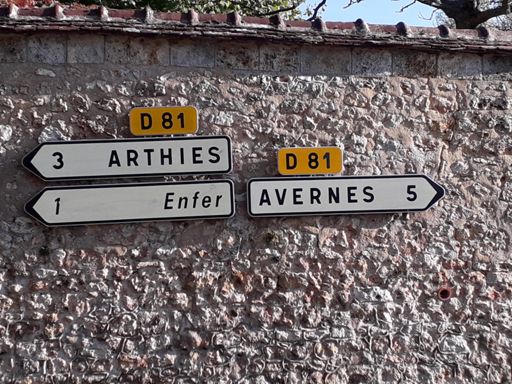 D 81
3 ARTHIES
1 Enfer
D 81
AVERNES 5